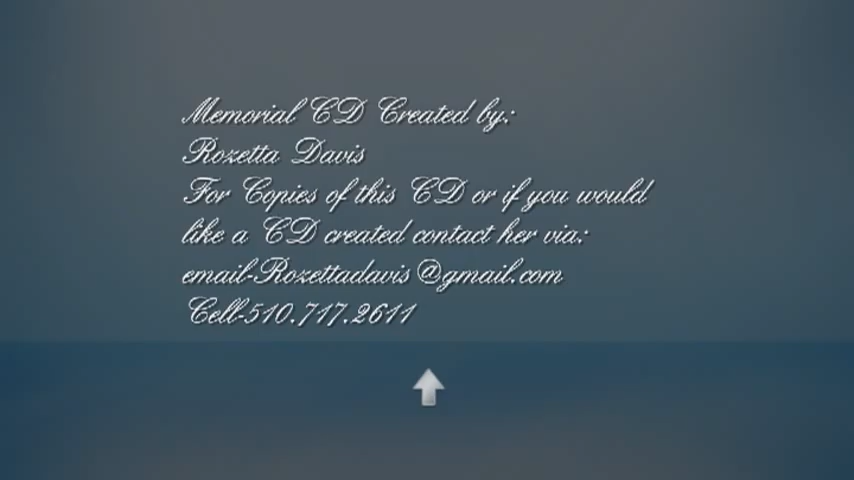 Memorial CD Created by:
Rozetta Davis
For Copies of this CD or if you would
like a CD created contact her via:
email-Rozettadavis@gmail.com
Cell-510.717.2611